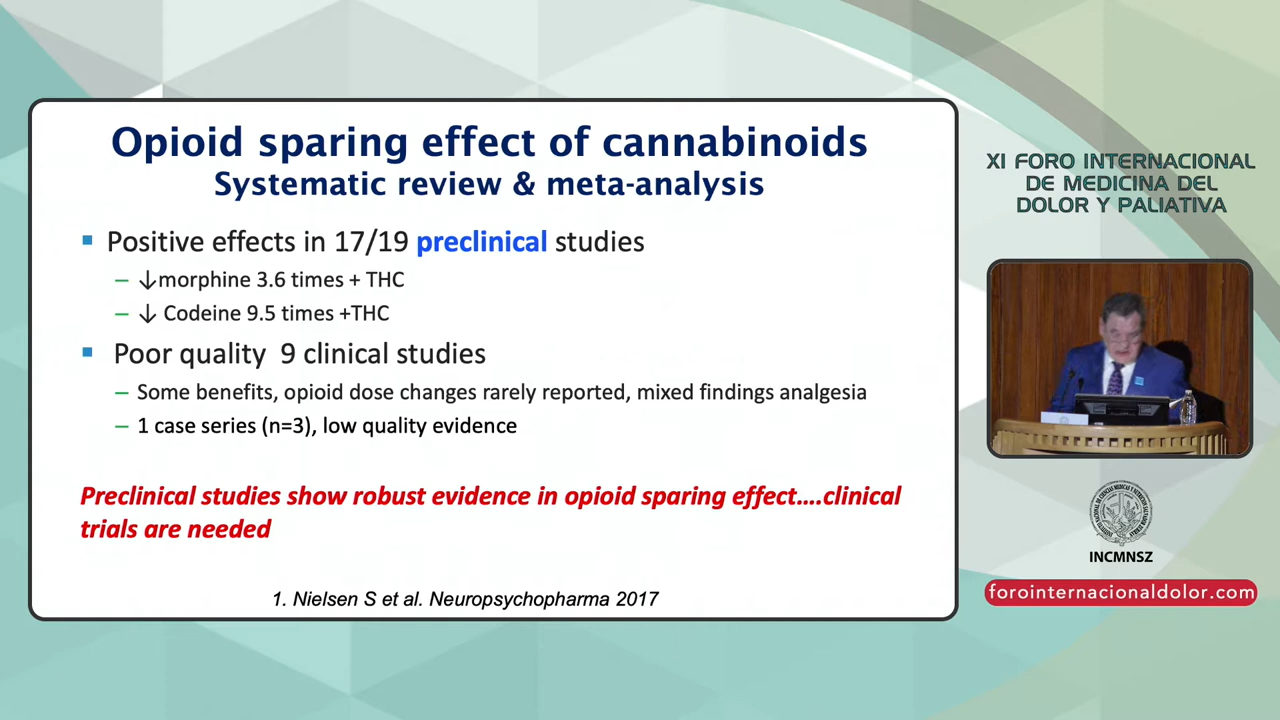 Opioid sparing effect of cannabinoids
Systematic review & meta-analysis
▪ Positive effects in 17/19 preclinical studies
– ↓morphine 3.6 times + THC
– ↓ Codeine 9.5 times +THC
▪ Poor quality 9 clinical studies
– Some benefits, opioid dose changes rarely reported, mixed findings analgesia
– 1 case series (n=3), low quality evidence
Preclinical studies show robust evidence in opioid sparing effect....clinical
trials are needed
1. Nielsen S et al. Neuropsychopharma 2017
XI FORO INTERNACIONAL
DE MEDICINA DEL
DOLOR Y PALIATIVA
INCMNSZ
forointernacionaldolor.com